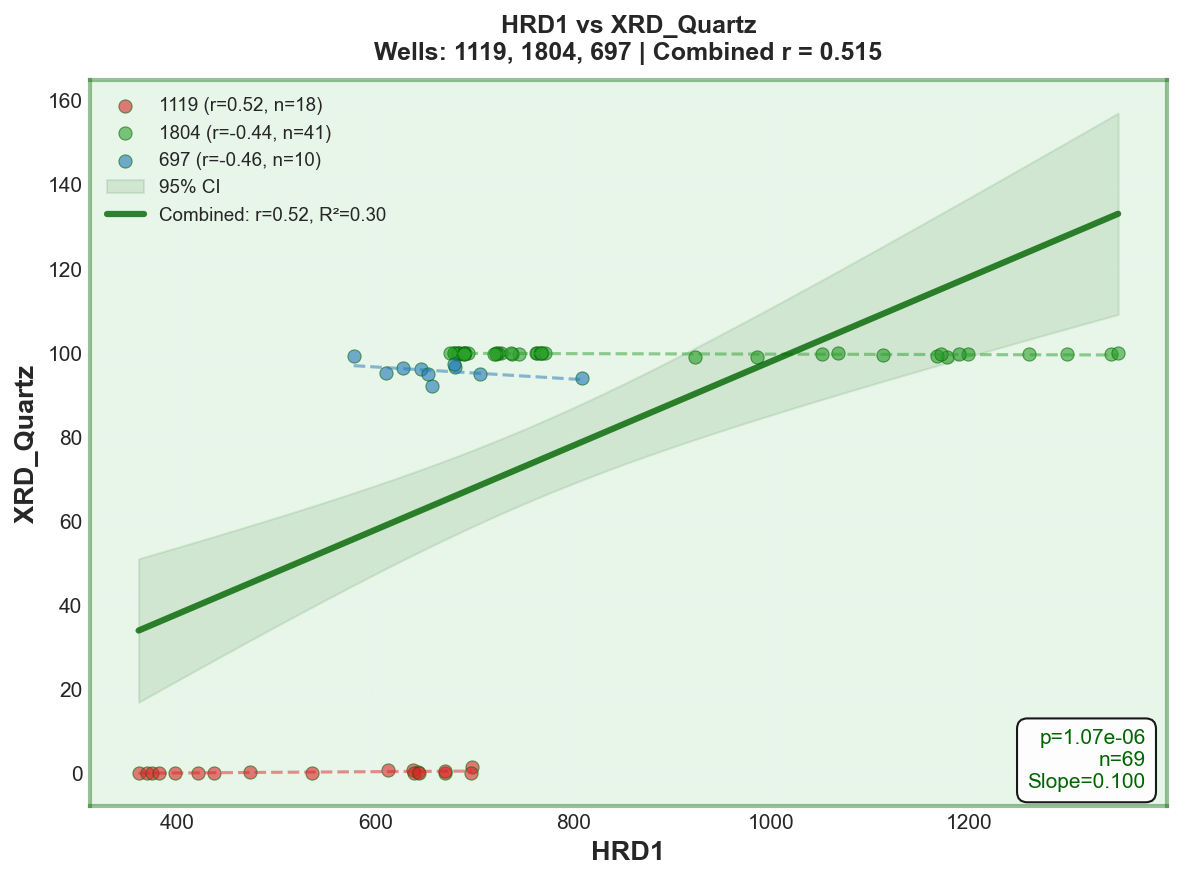 HRD1 vs XRD_Quartz
Wells: 1119, 1804, 697 | Combined r = 0.515
1119 (r=0.52, n=18)
1804 (r=-0.44, n=41)
697 (r=-0.46, n=10)
95% CI
Combined: r=0.52, R²=0.30
160
140
120
100
80
60
40
20
0
XRD_Quartz
p=1.07e-06
n=69
Slope=0.100
400
600
800
1000
1200
HRD1